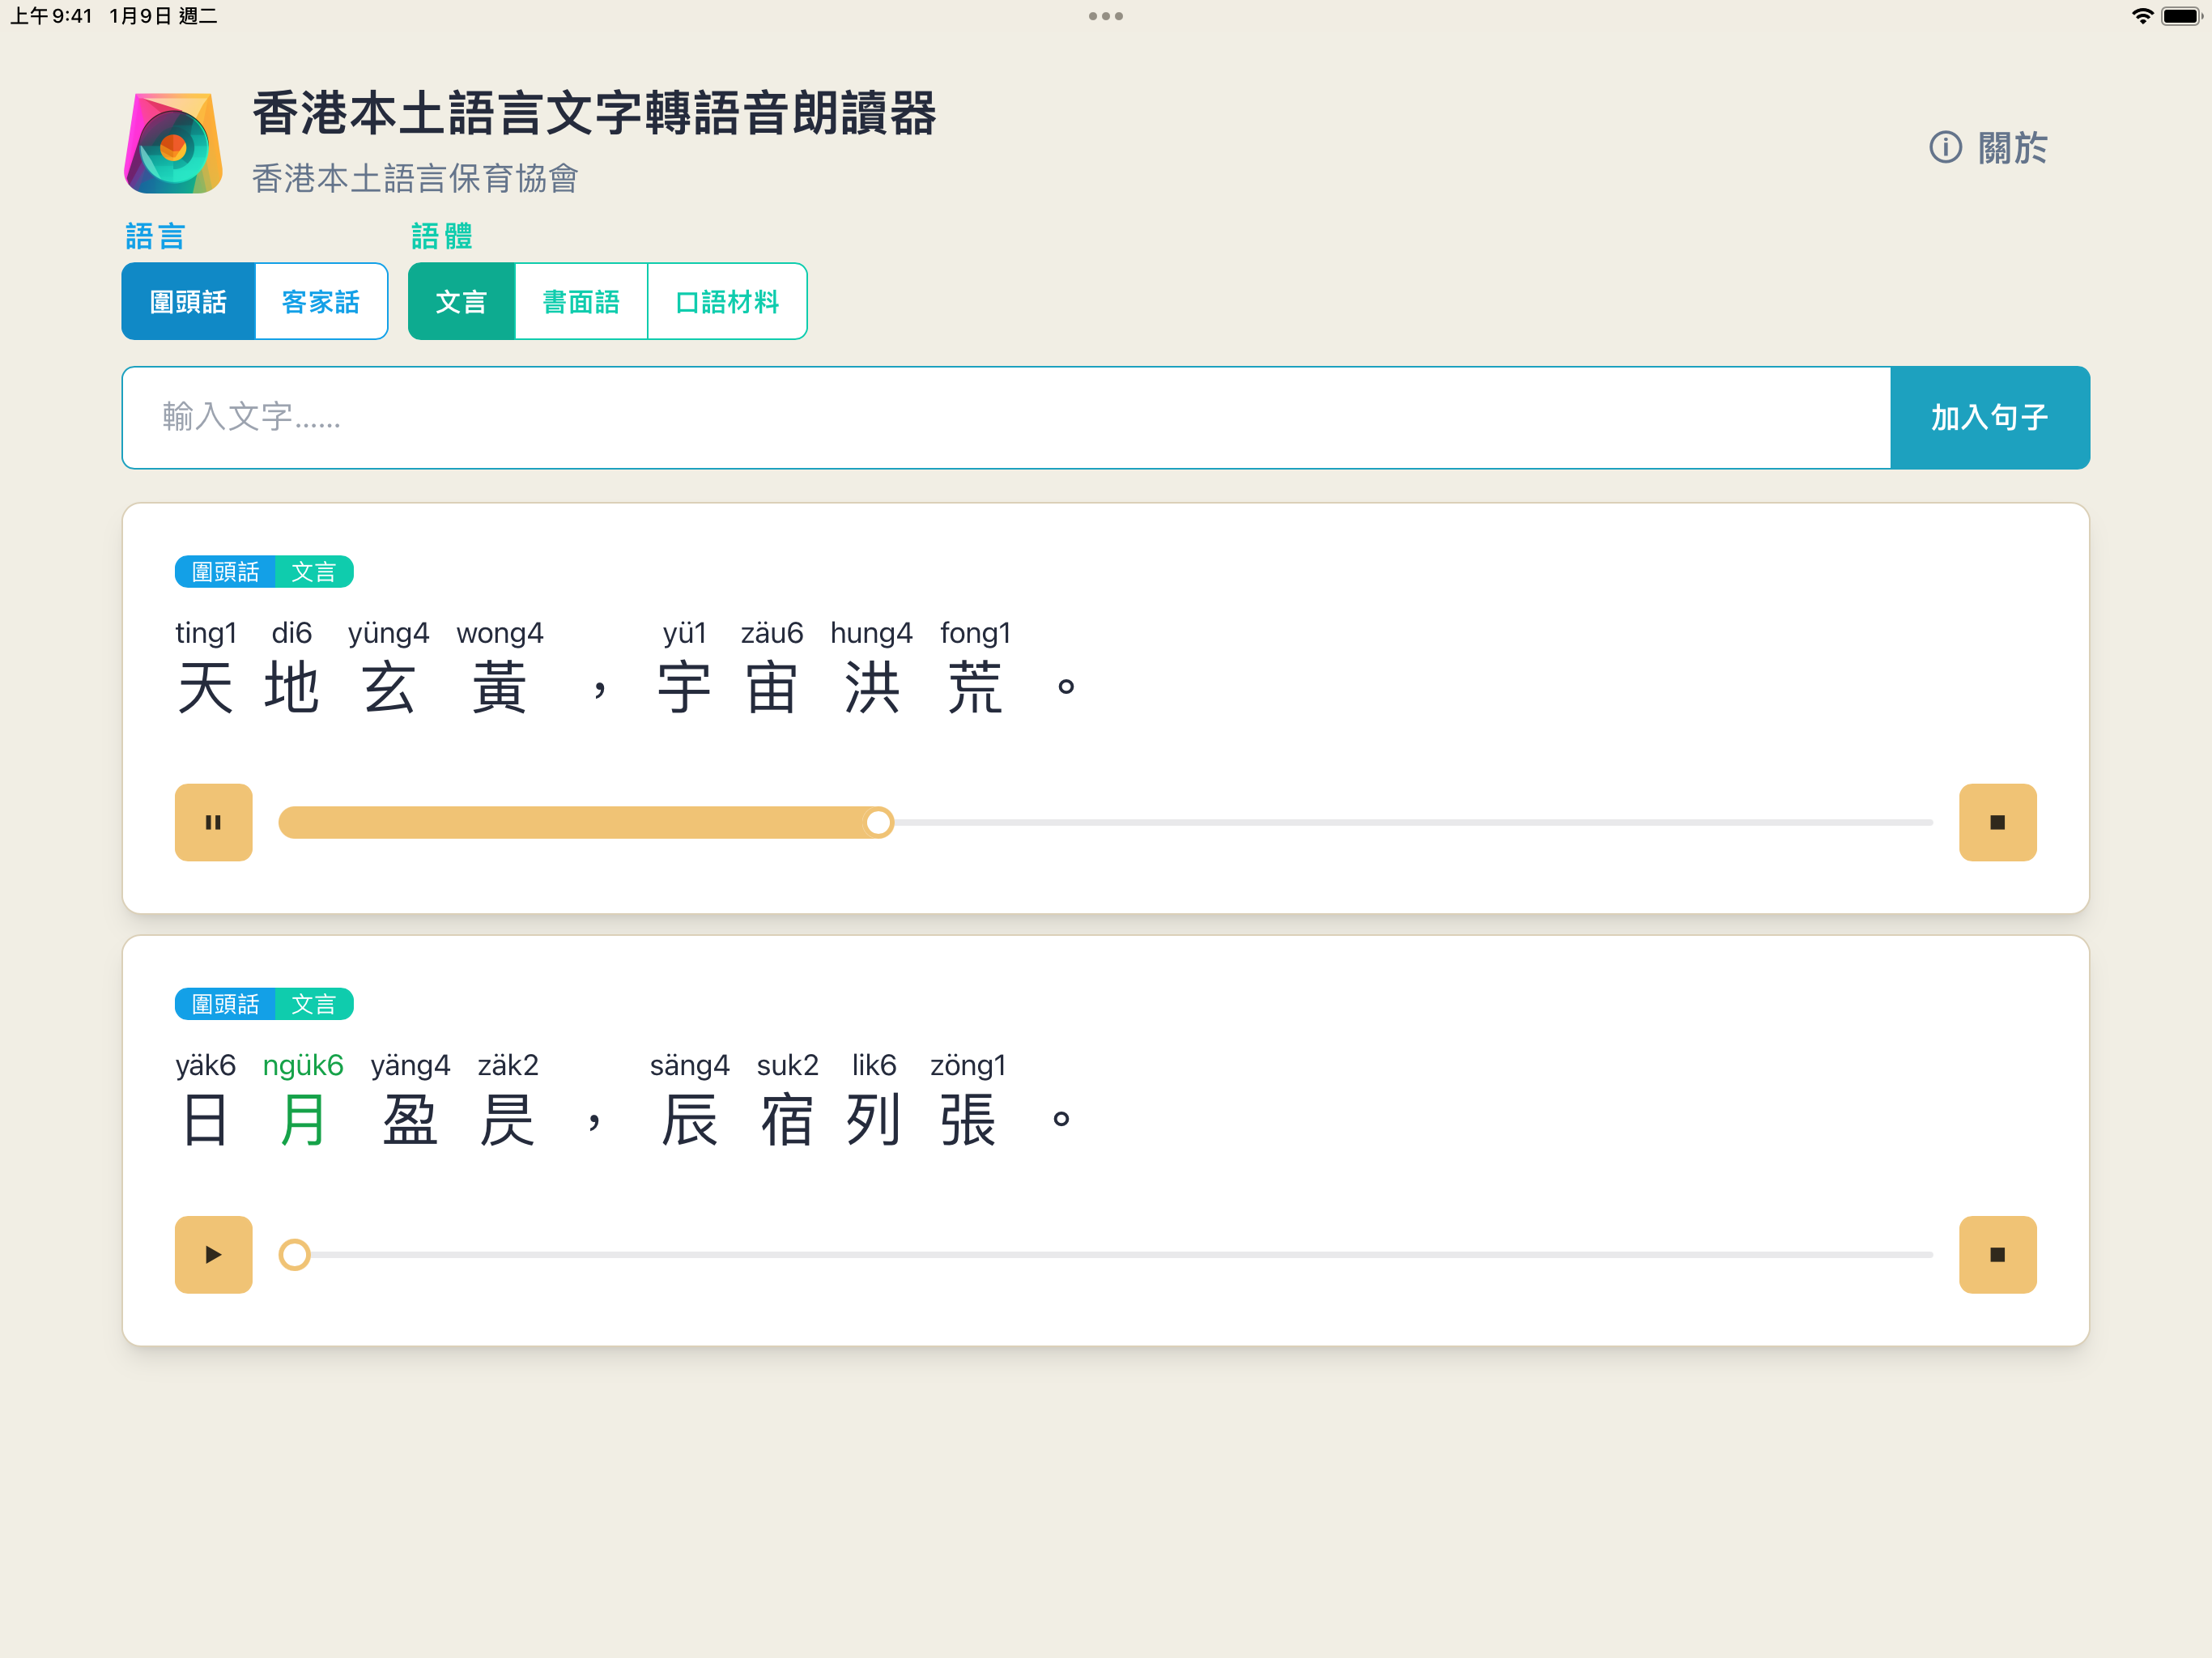 上午9:41 1月9日 週二
香港本土語言文字轉語音朗讀器
香港本土語言保育協會
關於
語言 語體
圍頭話 客家話 文言 書面語 口語材料
輸入文字...... 加入句子
圍頭話 文言
ting1 di6 yüng4 wong4 yü1 zäu6 hung4 fong1
天地玄黃，宇宙洪荒。
圍頭話 文言
yäk6 ngük6 yäng4 zäk2 säng4 suk2 lik6 zöng1
日月盈昃，辰宿列張。